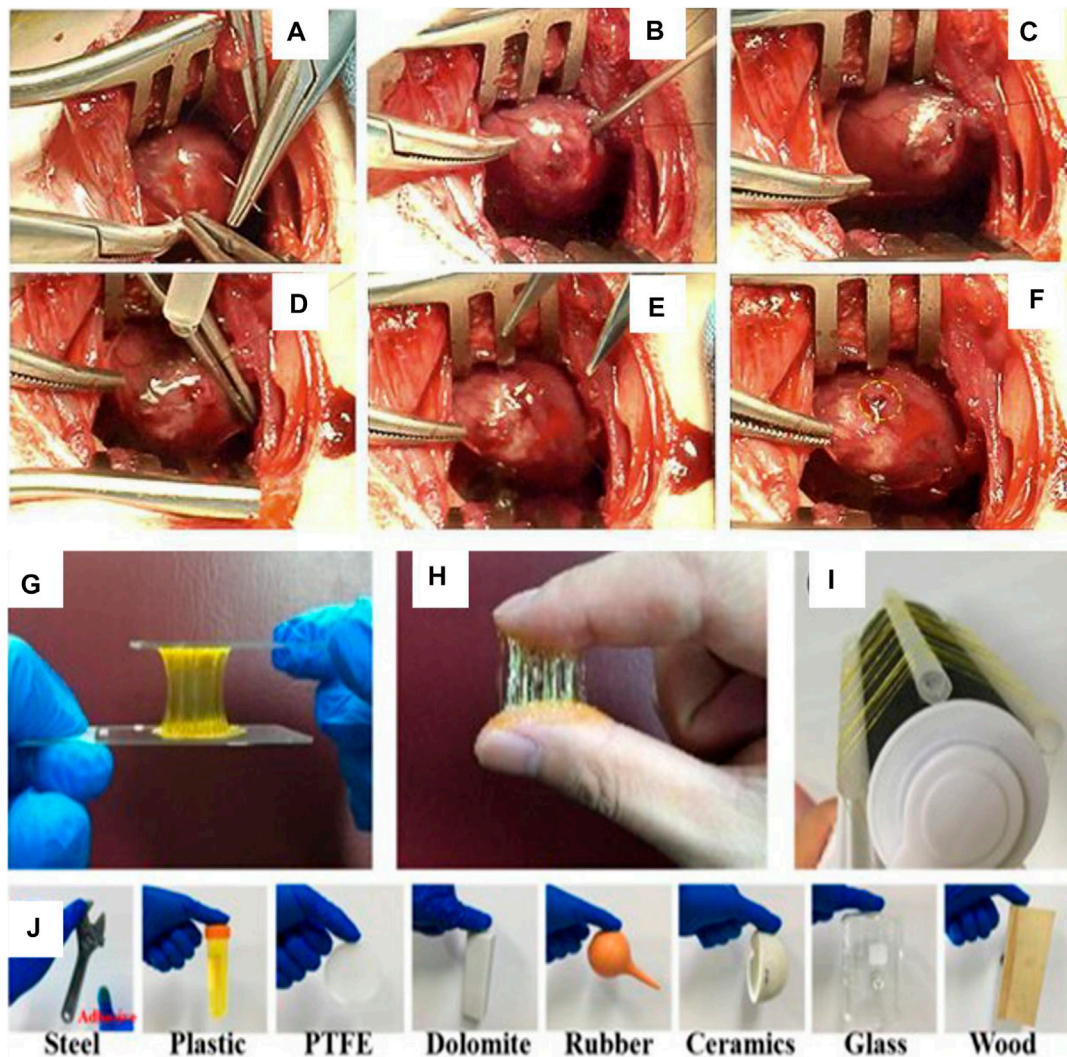 A
B
C
D
E
F
G
H
I
J
Adhesive
Steel
Plastic
PTFE
Dolomite
Rubber
Ceramics
Glass
Wood